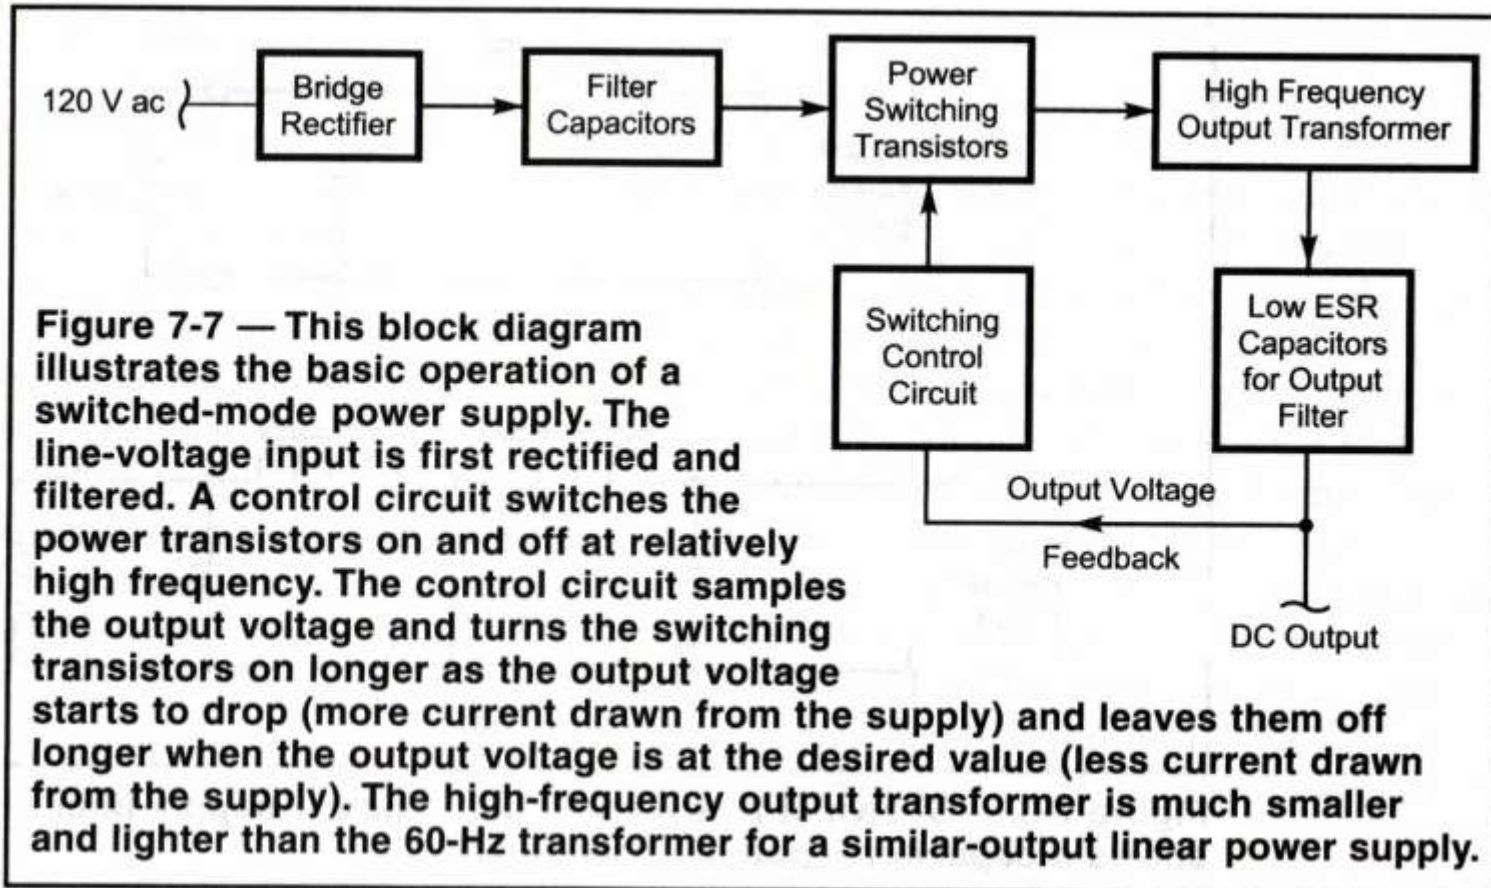 120 V ac
Bridge
Rectifier
Filter
Capacitors
Power
Switching
Transistors
High Frequency
Output Transformer
Switching
Control
Circuit
Low ESR
Capacitors
for Output
Filter
Output Voltage
Feedback
DC Output
Figure 7-7 — This block diagram
illustrates the basic operation of a
switched-mode power supply. The
line-voltage input is first rectified and
filtered. A control circuit switches the
power transistors on and off at relatively
high frequency. The control circuit samples
the output voltage and turns the switching
transistors on longer as the output voltage
starts to drop (more current drawn from the supply) and leaves them off
longer when the output voltage is at the desired value (less current drawn
from the supply). The high-frequency output transformer is much smaller
and lighter than the 60-Hz transformer for a similar-output linear power supply.